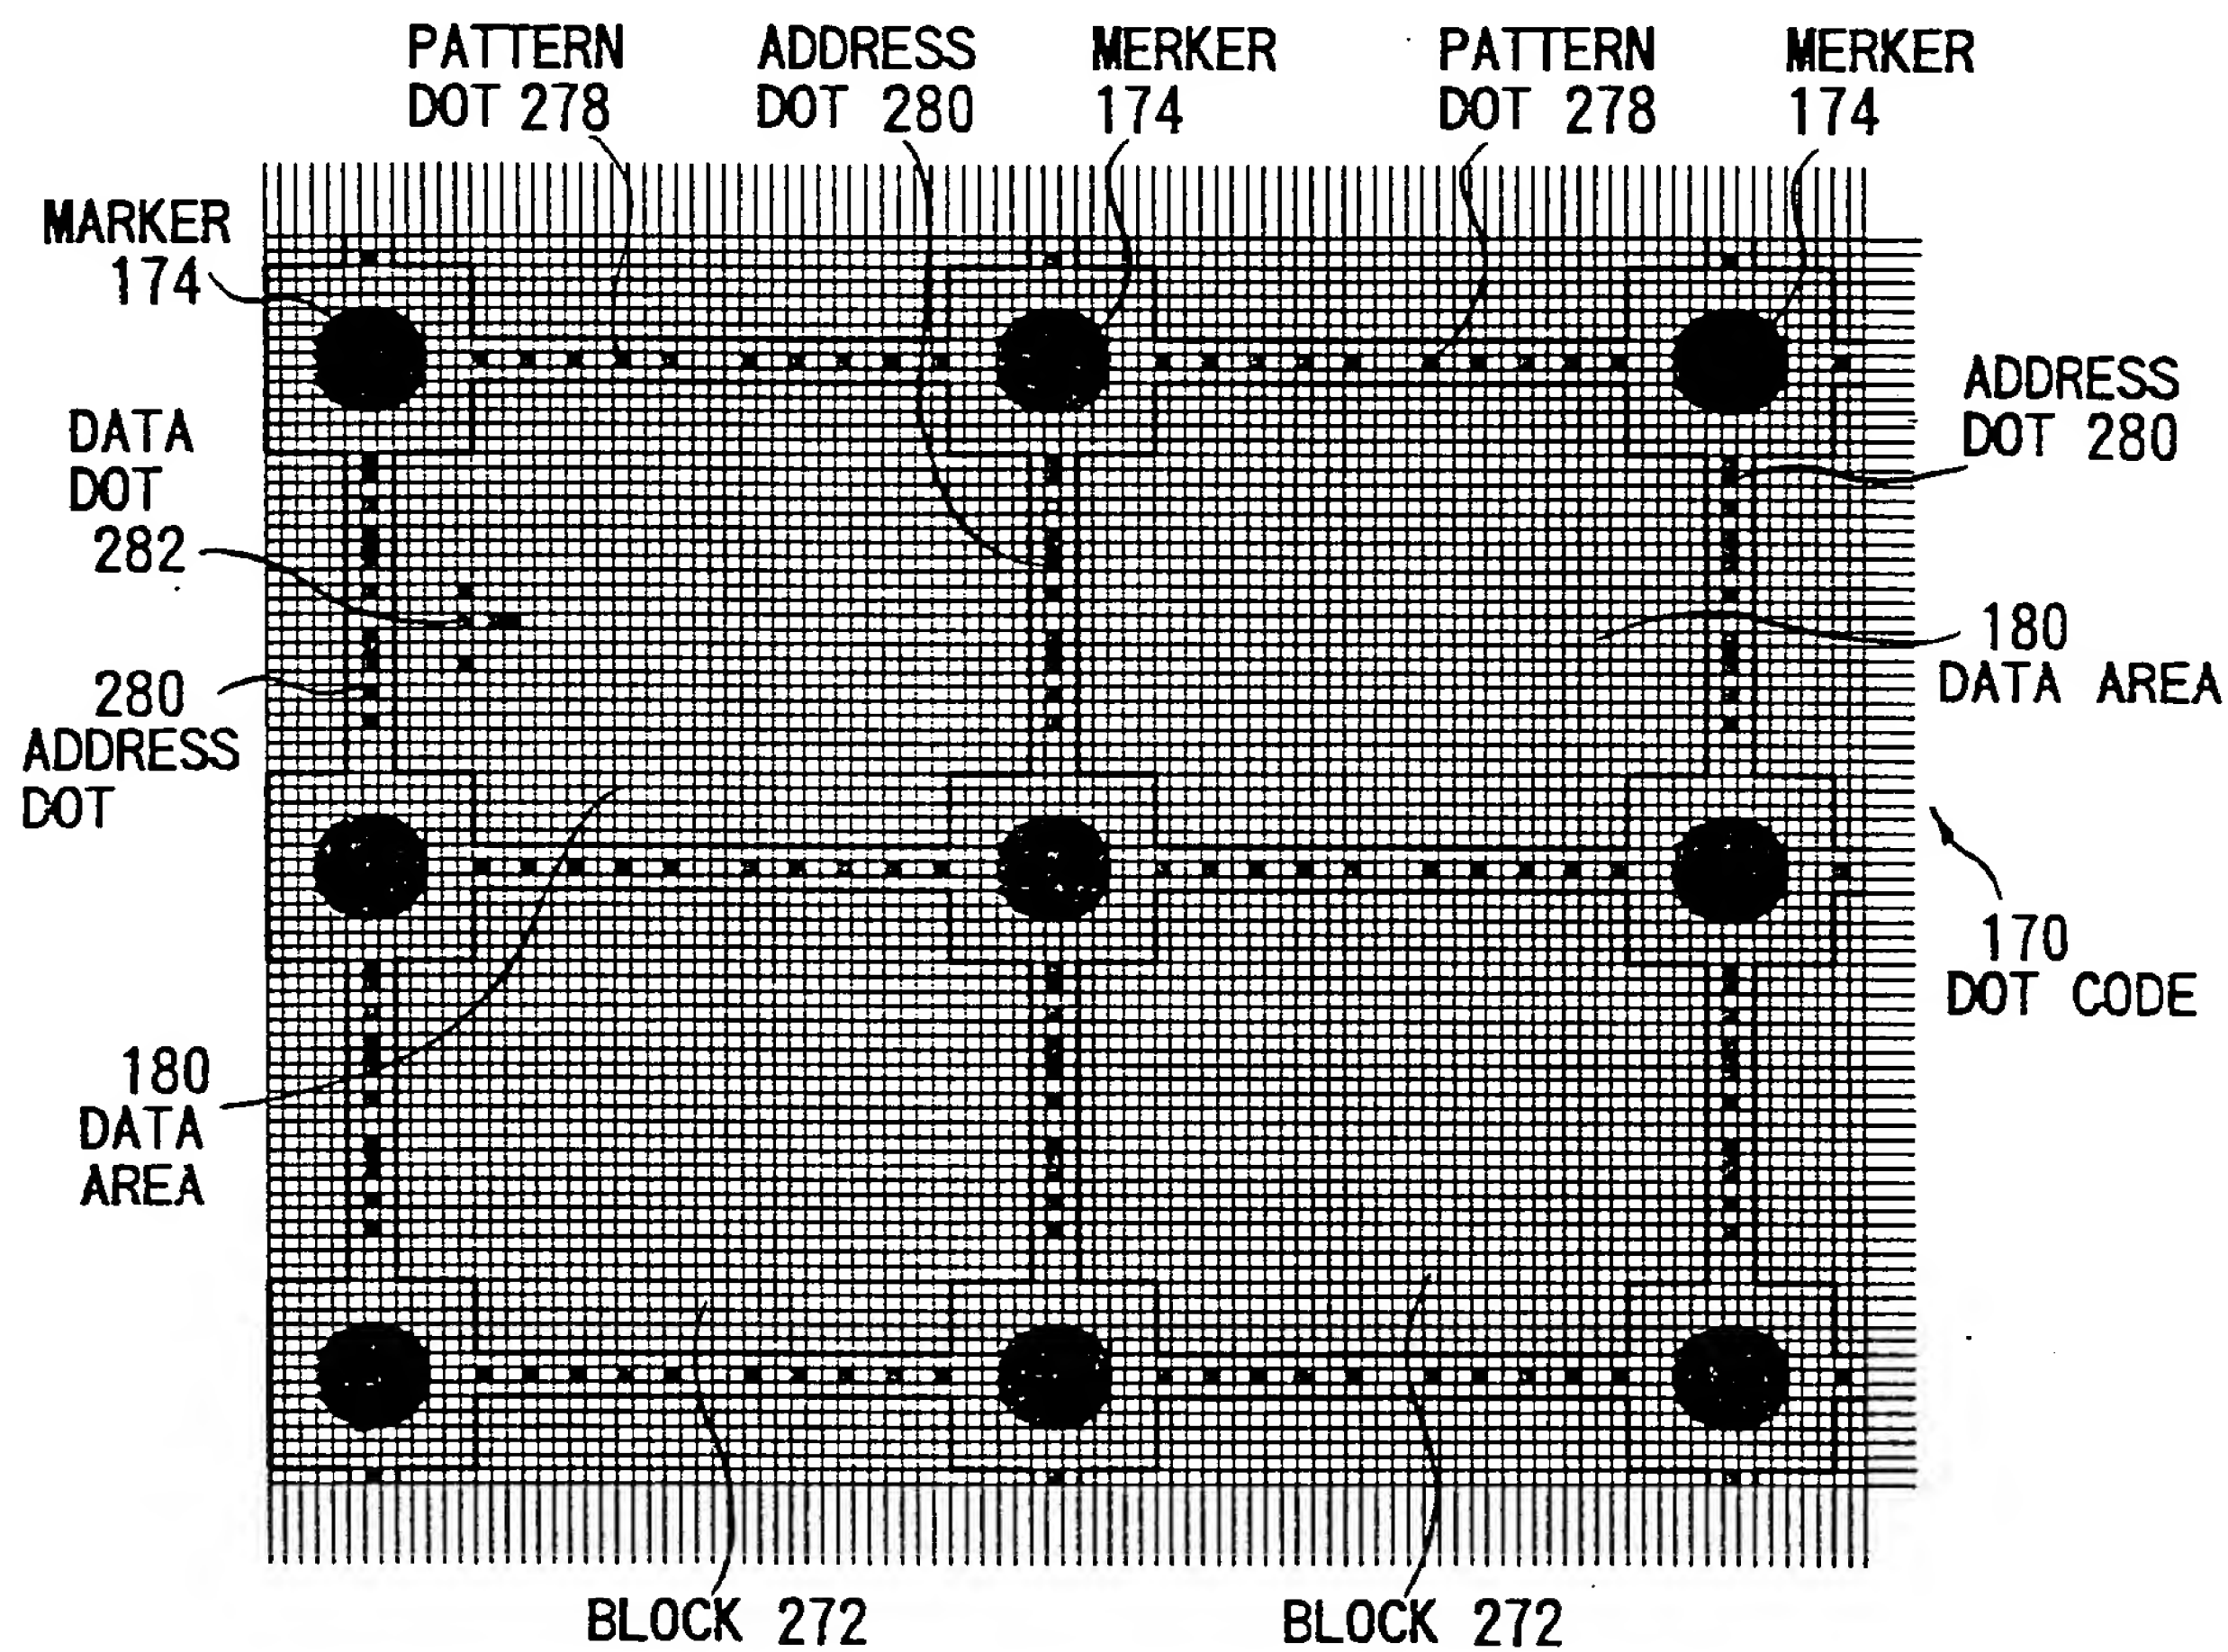 PATTERN
DOT 278
ADDRESS
DOT 280
MERKER
174
PATTERN
DOT 278
MERKER
174
MARKER
174
ADDRESS
DOT 280
DATA
DOT
282
180
DATA AREA
280
ADDRESS
DOT
170
DOT CODE
180
DATA
AREA
BLOCK 272
BLOCK 272